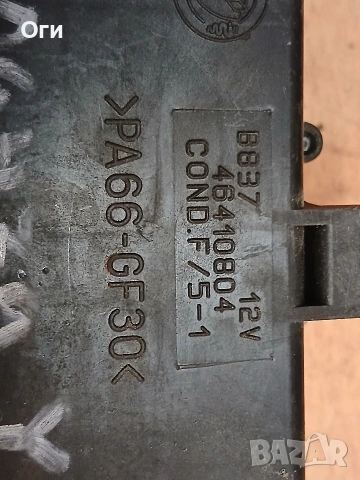 Оги
B837 12V
46410804
COND.F/5-1
>PA66-GF30<
BAZAR